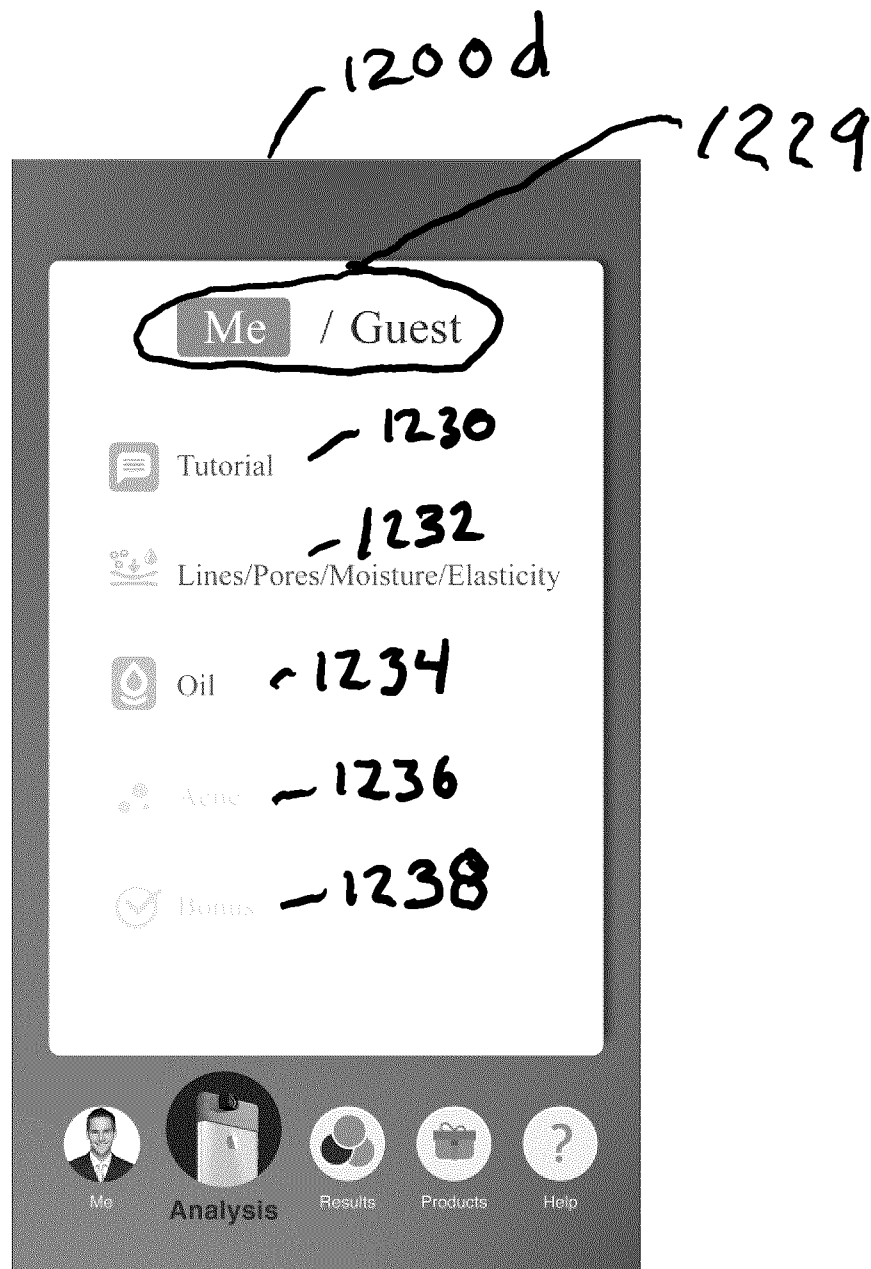 1200d
1229
Me / Guest
1230
Tutorial
1232
Lines/Pores/Moisture/Elasticity
Oil 1234
Acne 1236
Bonus 1238
?
Me Analysis Results Products Help